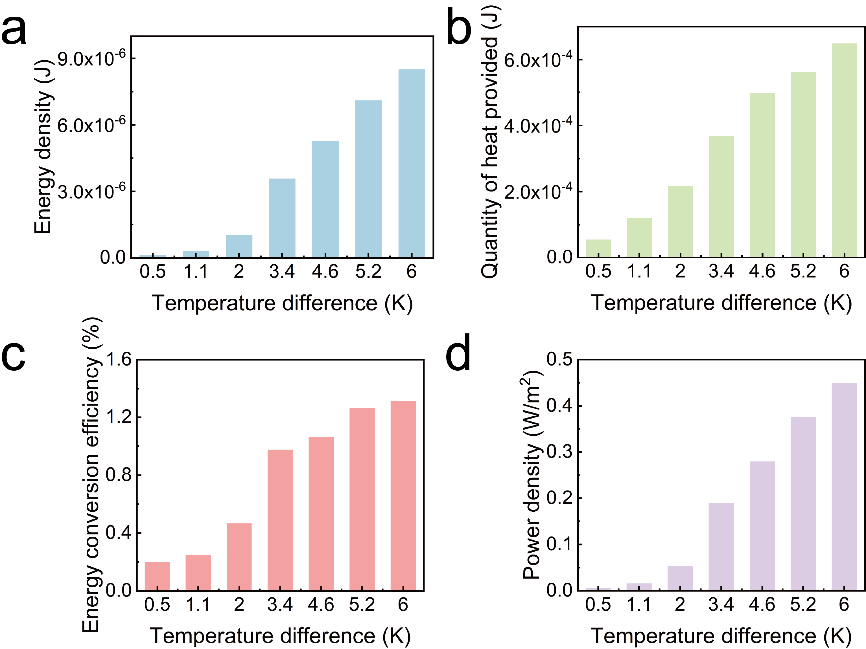 a
Energy density (J)
9.0x10-6
6.0x10-6
3.0x10-6
0.0
0.5 1.1 2 3.4 4.6 5.2 6
Temperature difference (K)
b
Quantity of heat provided (J)
6.0x10-4
4.0x10-4
2.0x10-4
0.0
0.5 1.1 2 3.4 4.6 5.2 6
Temperature difference (K)
c
Energy conversion efficiency (%)
1.6
1.2
0.8
0.4
0.0
0.5 1.1 2 3.4 4.6 5.2 6
Temperature difference (K)
d
Power density (W/m2)
0.5
0.4
0.3
0.2
0.1
0.0
0.5 1.1 2 3.4 4.6 5.2 6
Temperature difference (K)